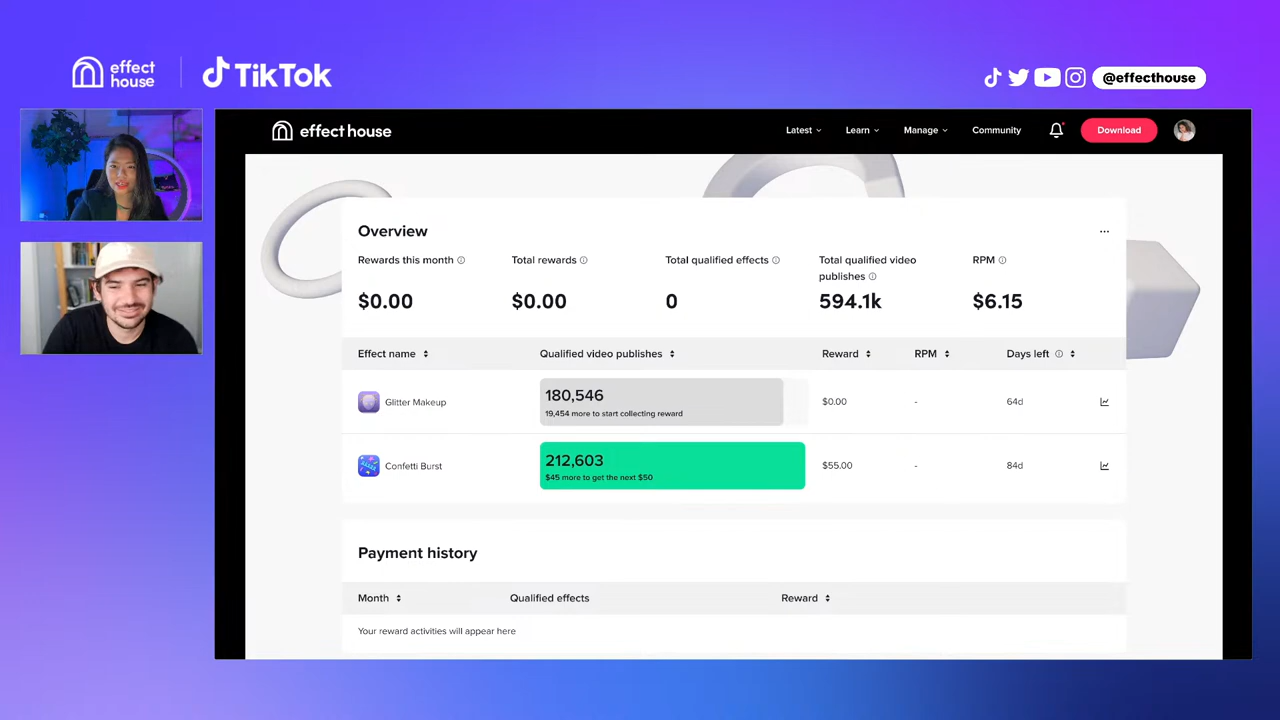 effect
house
TikTok
@effecthouse
effect house
Latest
Learn
Manage
Community
Download
Overview
Rewards this month
Total rewards
Total qualified effects
Total qualified video
publishes
RPM
$0.00
$0.00
0
594.1k
$6.15
Effect name
Qualified video publishes
Reward
RPM
Days left
Glitter Makeup
180,546
19,454 more to start collecting reward
$0.00
-
64d
Confetti Burst
212,603
$45 more to get the next $50
$55.00
-
84d
Payment history
Month
Qualified effects
Reward
Your reward activities will appear here